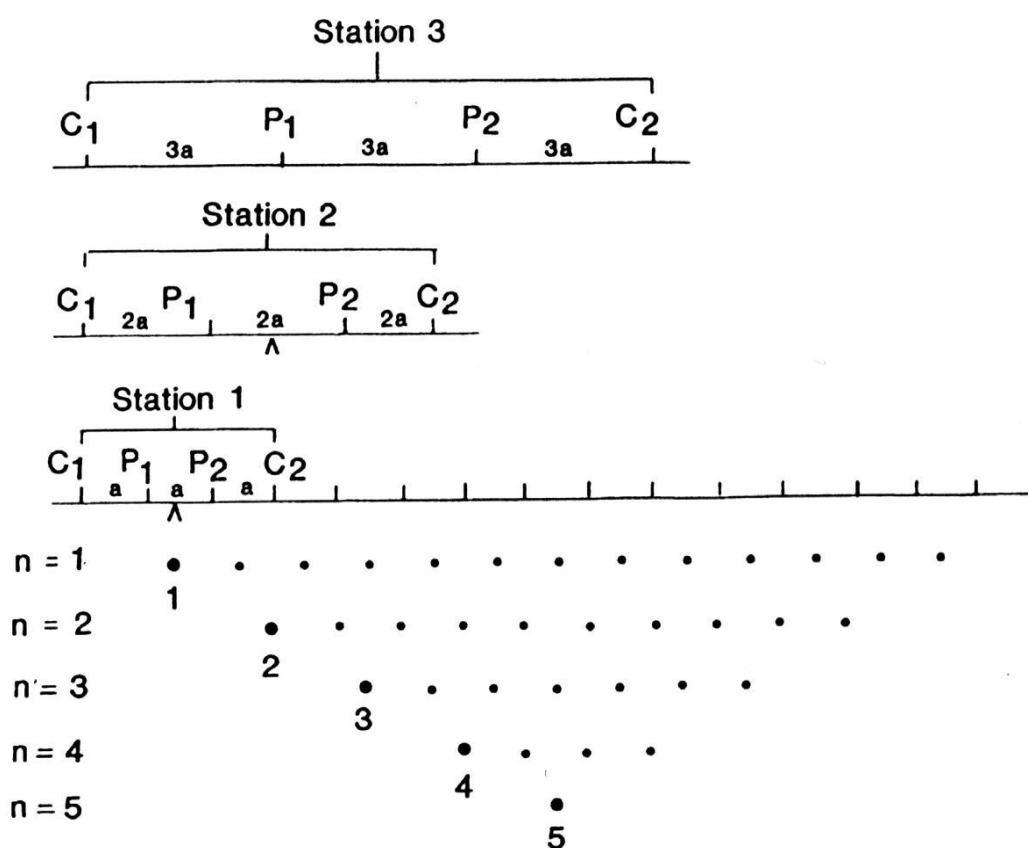 Station 3
C1 P1 P2 C2
3a 3a 3a
Station 2
C1 P1 P2 C2
2a 2a 2a
^
Station 1
C1 P1 P2 C2
a a a
^
n = 1
1
n = 2
2
n = 3
3
n = 4
4
n = 5
5